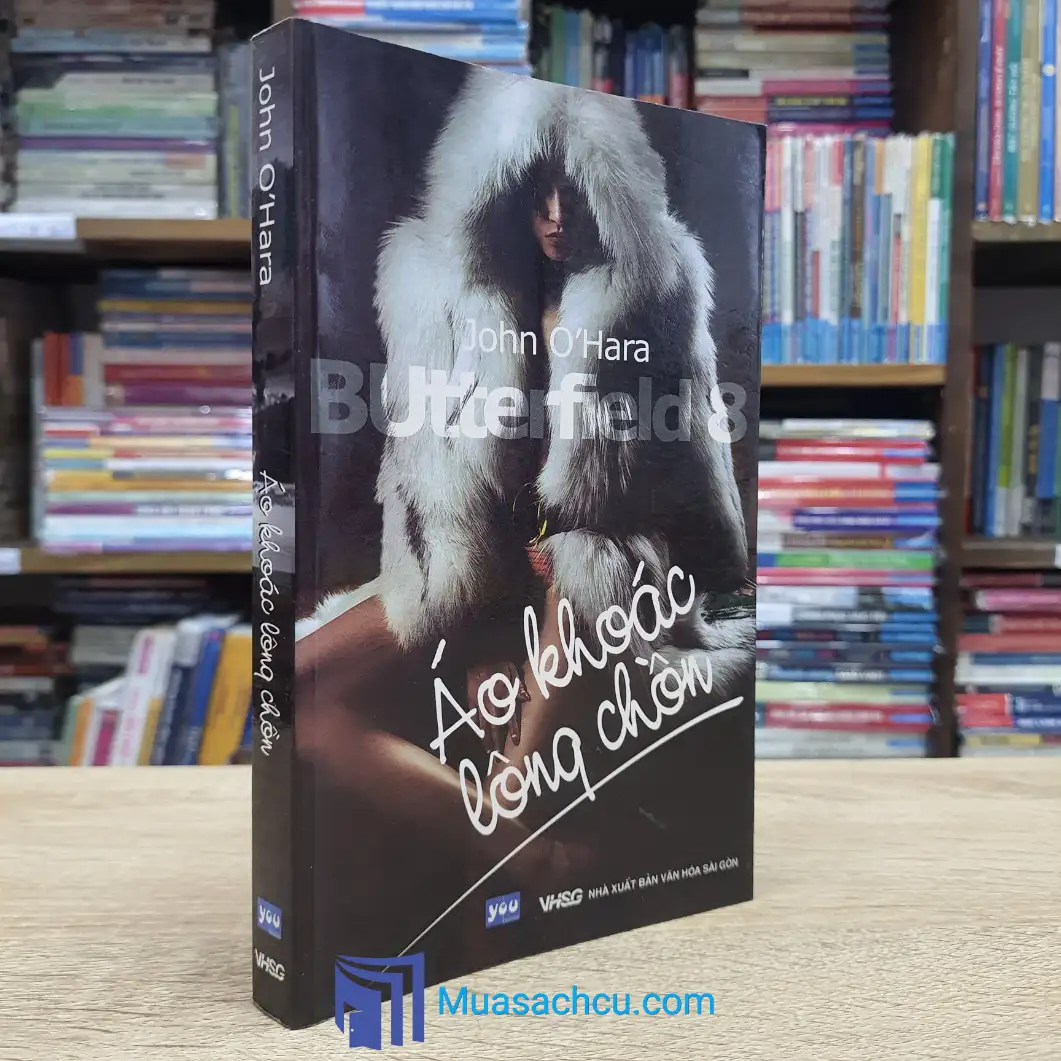 John O'Hara
Áo khoác lông chồn
you
VHSG
John O'Hara
BUtterfield 8
Áo khoác
lông chồn
you
VHSG NHÀ XUẤT BẢN VĂN HÓA SÀI GÒN
Muasachcu.com